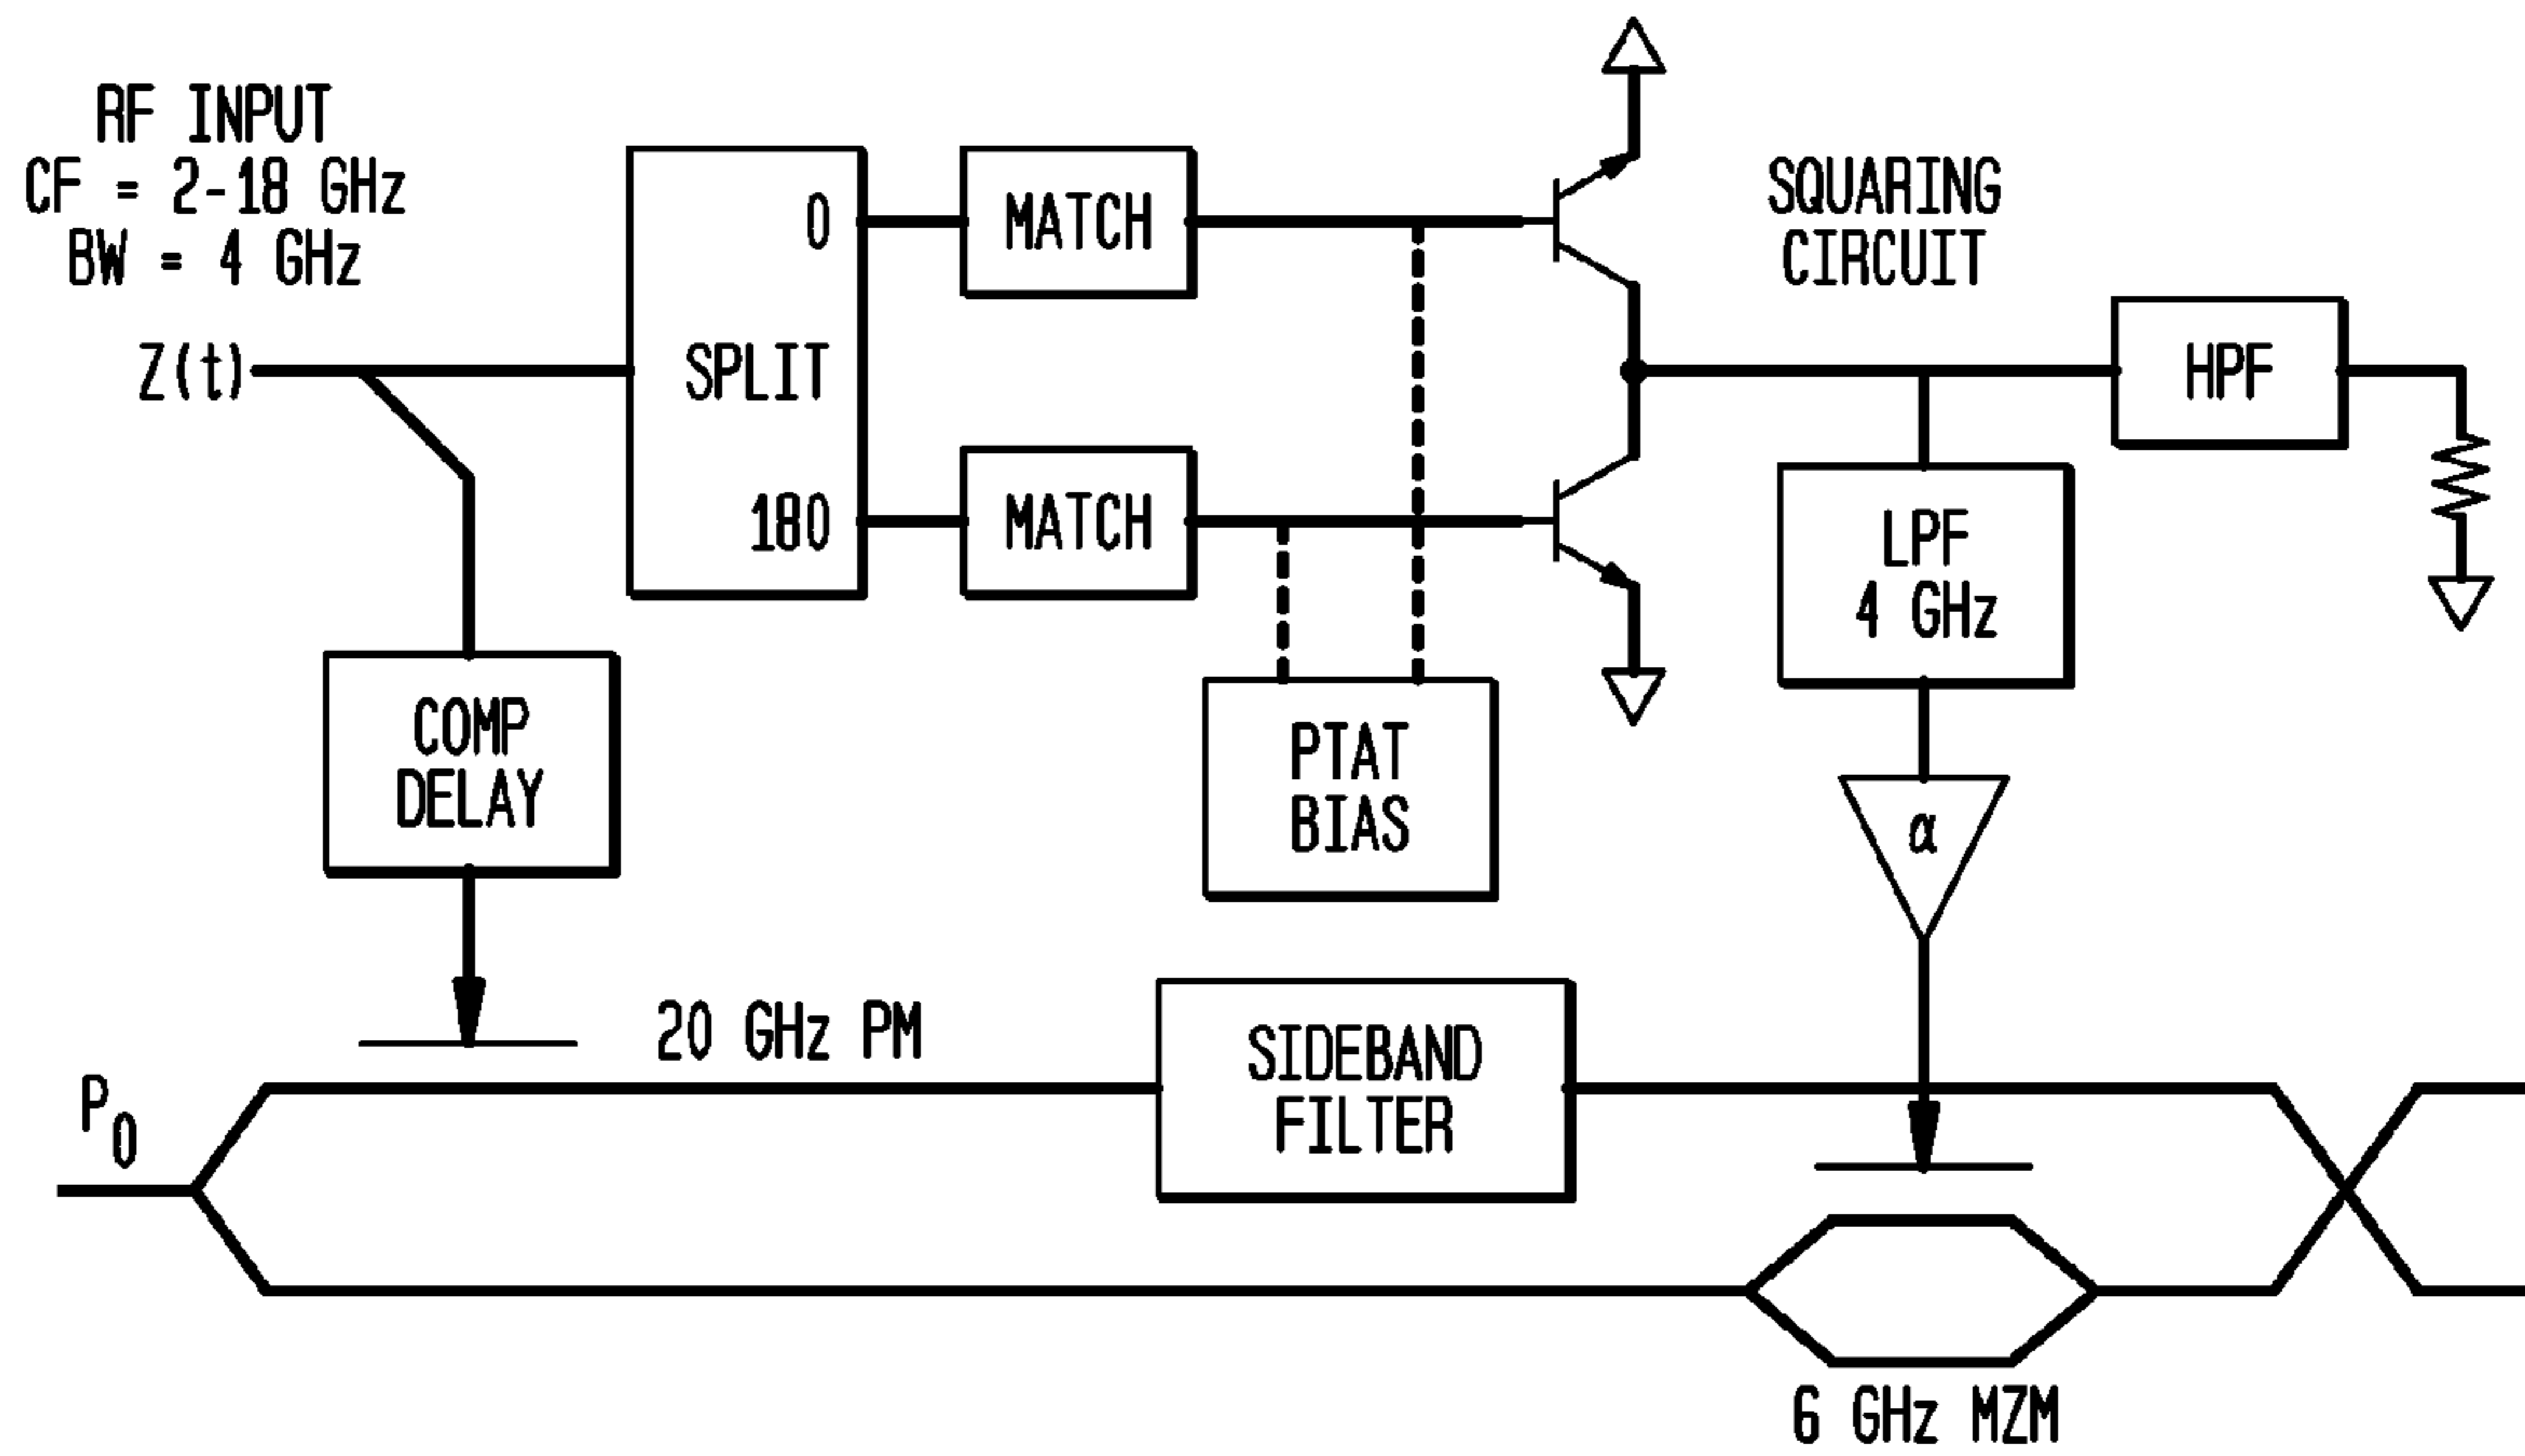 RF INPUT
CF = 2-18 GHz
BW = 4 GHz
Z(t)
SPLIT
0
180
MATCH
MATCH
SQUARING
CIRCUIT
HPF
LPF
4 GHz
COMP
DELAY
PTAT
BIAS
α
20 GHz PM
SIDEBAND
FILTER
P0
6 GHz MZM